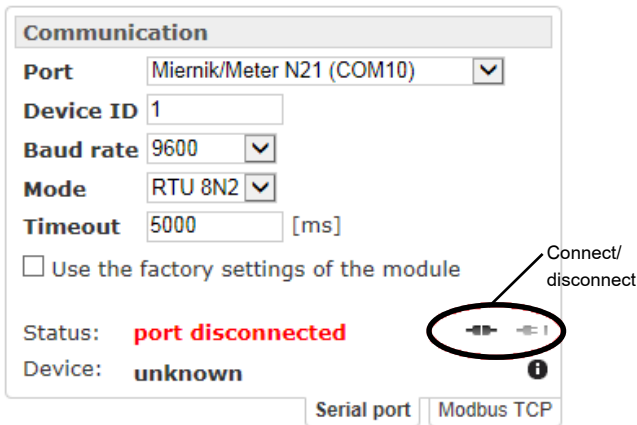 Communication
Port Miernik/Meter N21 (COM10)
Device ID 1
Baud rate 9600
Mode RTU 8N2
Timeout 5000 [ms]
Use the factory settings of the module
Connect/
disconnect
Status: port disconnected
Device: unknown
Serial port Modbus TCP